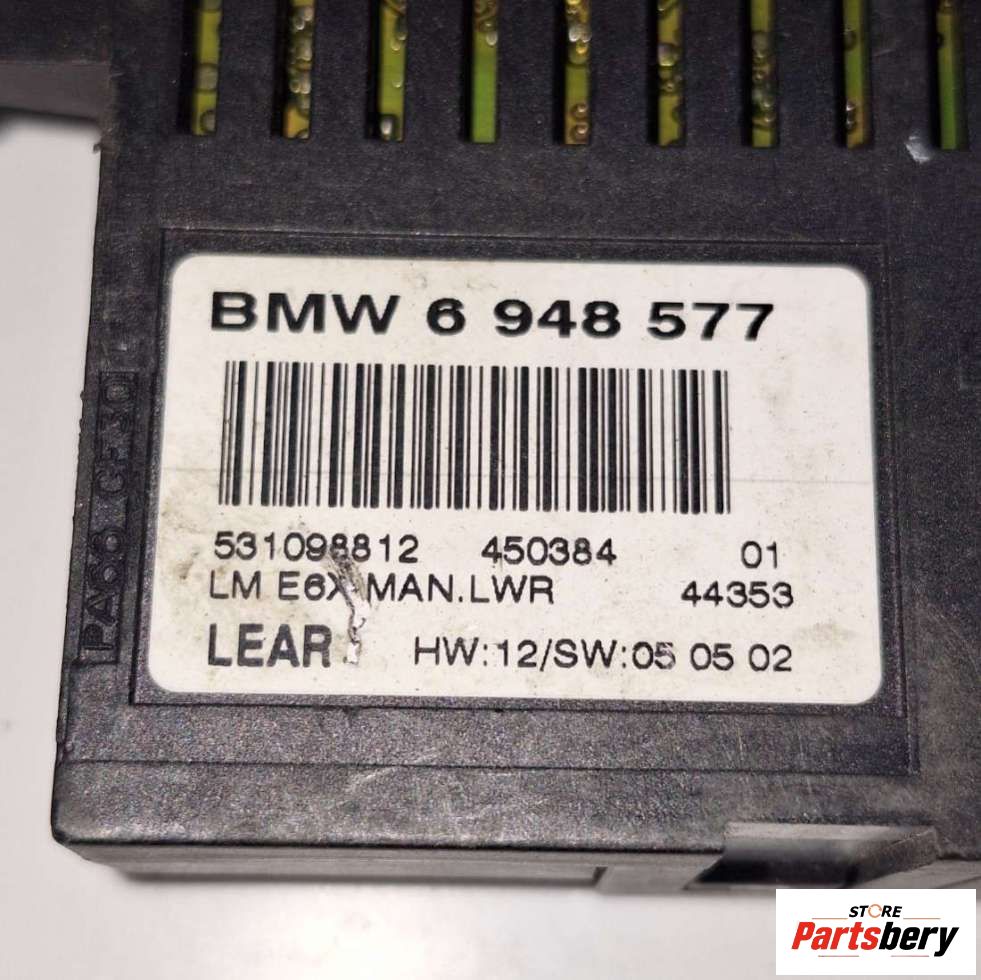 BMW 6 948 577
531098812 450384 01
LM E6X MAN.LWR 44353
LEAR HW:12/SW:05 05 02
PA66 GF30
STORE
Partsbery